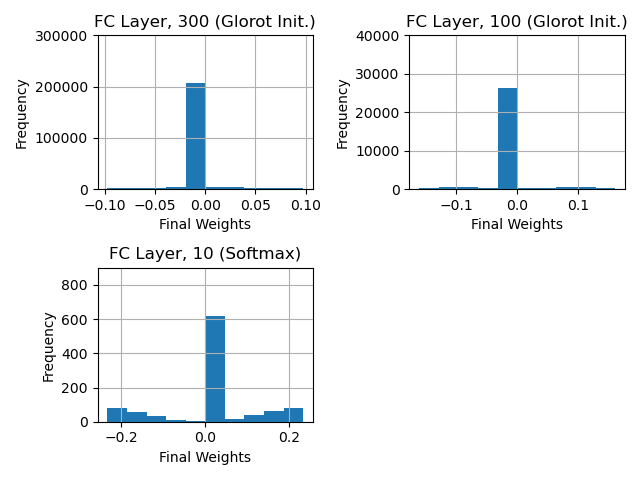 FC Layer, 300 (Glorot Init.)
300000
200000
100000
0
Frequency
−0.10 −0.05 0.00 0.05 0.10
Final Weights
FC Layer, 100 (Glorot Init.)
40000
30000
20000
10000
0
Frequency
−0.1 0.0 0.1
Final Weights
FC Layer, 10 (Softmax)
800
600
400
200
0
Frequency
−0.2 0.0 0.2
Final Weights